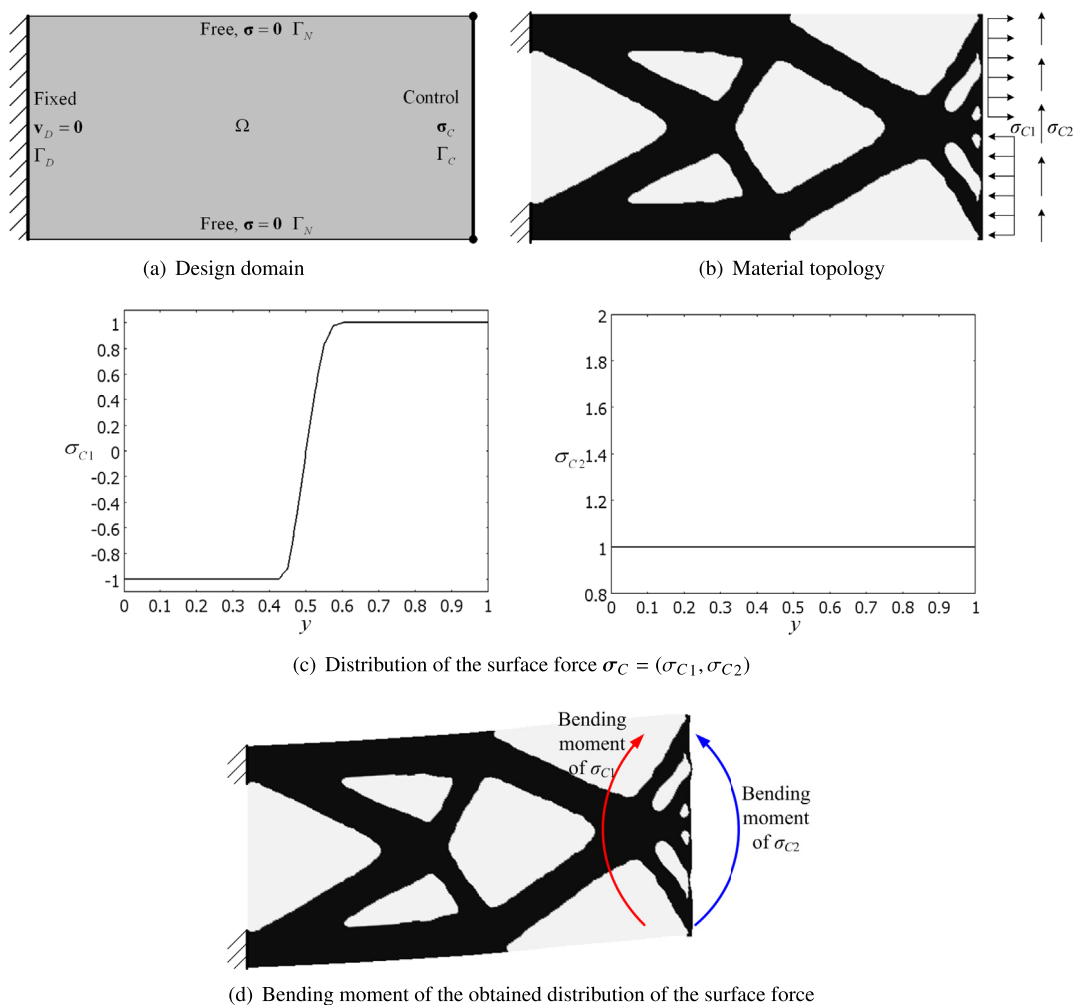 Free, σ = 0 Γ_N
Fixed
v_D = 0
Γ_D
Ω
Control
σ_C
Γ_C
Free, σ = 0 Γ_N
σ_C1
σ_C2
(a) Design domain
(b) Material topology
1
0.8
0.6
0.4
0.2
0
-0.2
-0.4
-0.6
-0.8
-1
σ_C1
0 0.1 0.2 0.3 0.4 0.5 0.6 0.7 0.8 0.9 1
y
2
1.8
1.6
1.4
1.2
1
0.8
σ_C2
0 0.1 0.2 0.3 0.4 0.5 0.6 0.7 0.8 0.9 1
y
(c) Distribution of the surface force σ_C = (σ_C1, σ_C2)
Bending
moment
of σ_C1
Bending
moment
of σ_C2
(d) Bending moment of the obtained distribution of the surface force